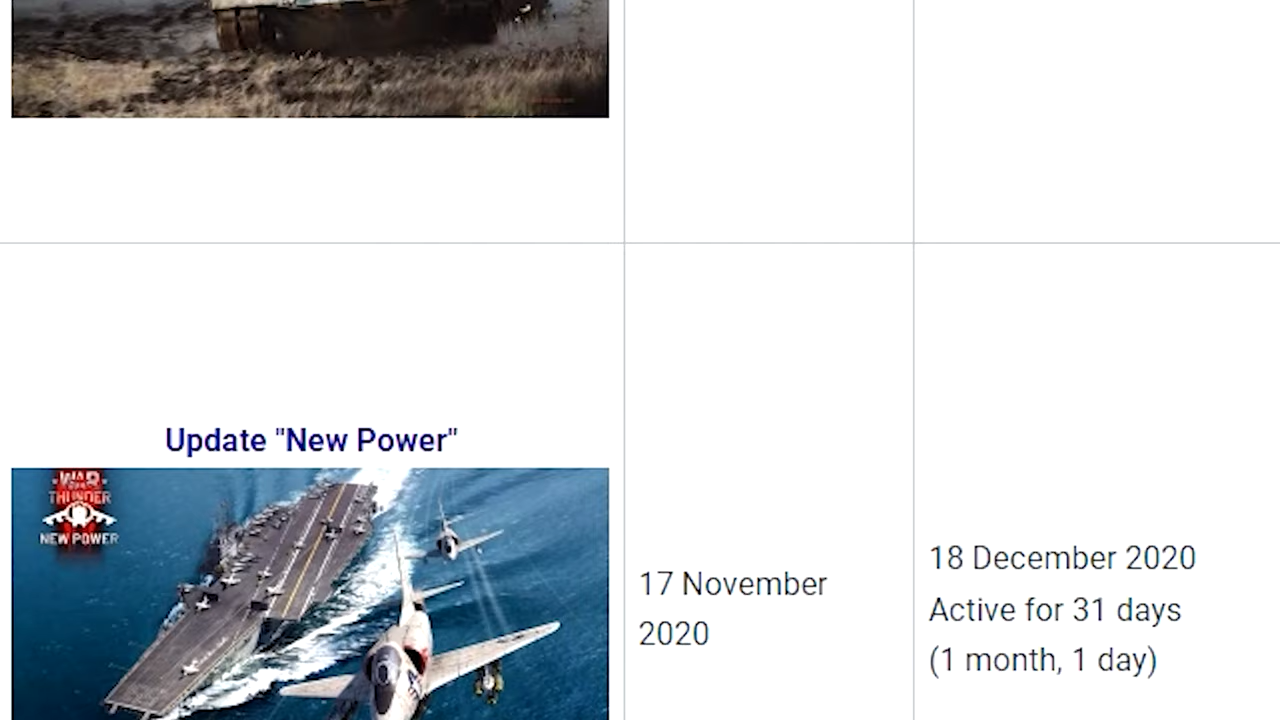 Update "New Power"
WAR
THUNDER
NEW POWER
17 November
2020
18 December 2020
Active for 31 days
(1 month, 1 day)